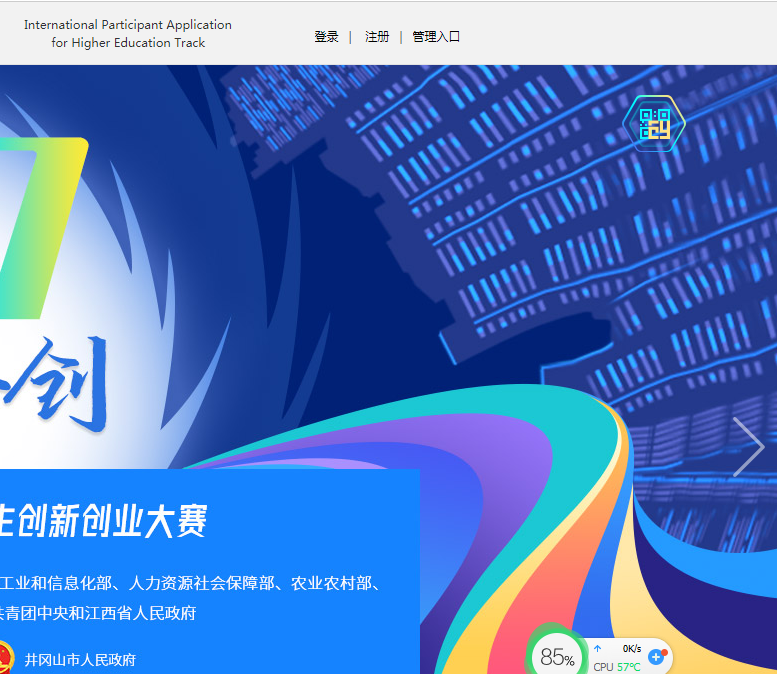 International Participant Application
for Higher Education Track
登录 | 注册 | 管理入口
7
创
生创新创业大赛
工业和信息化部、人力资源社会保障部、农业农村部、
共青团中央和江西省人民政府
井冈山市人民政府
85%
0K/s
CPU 57℃